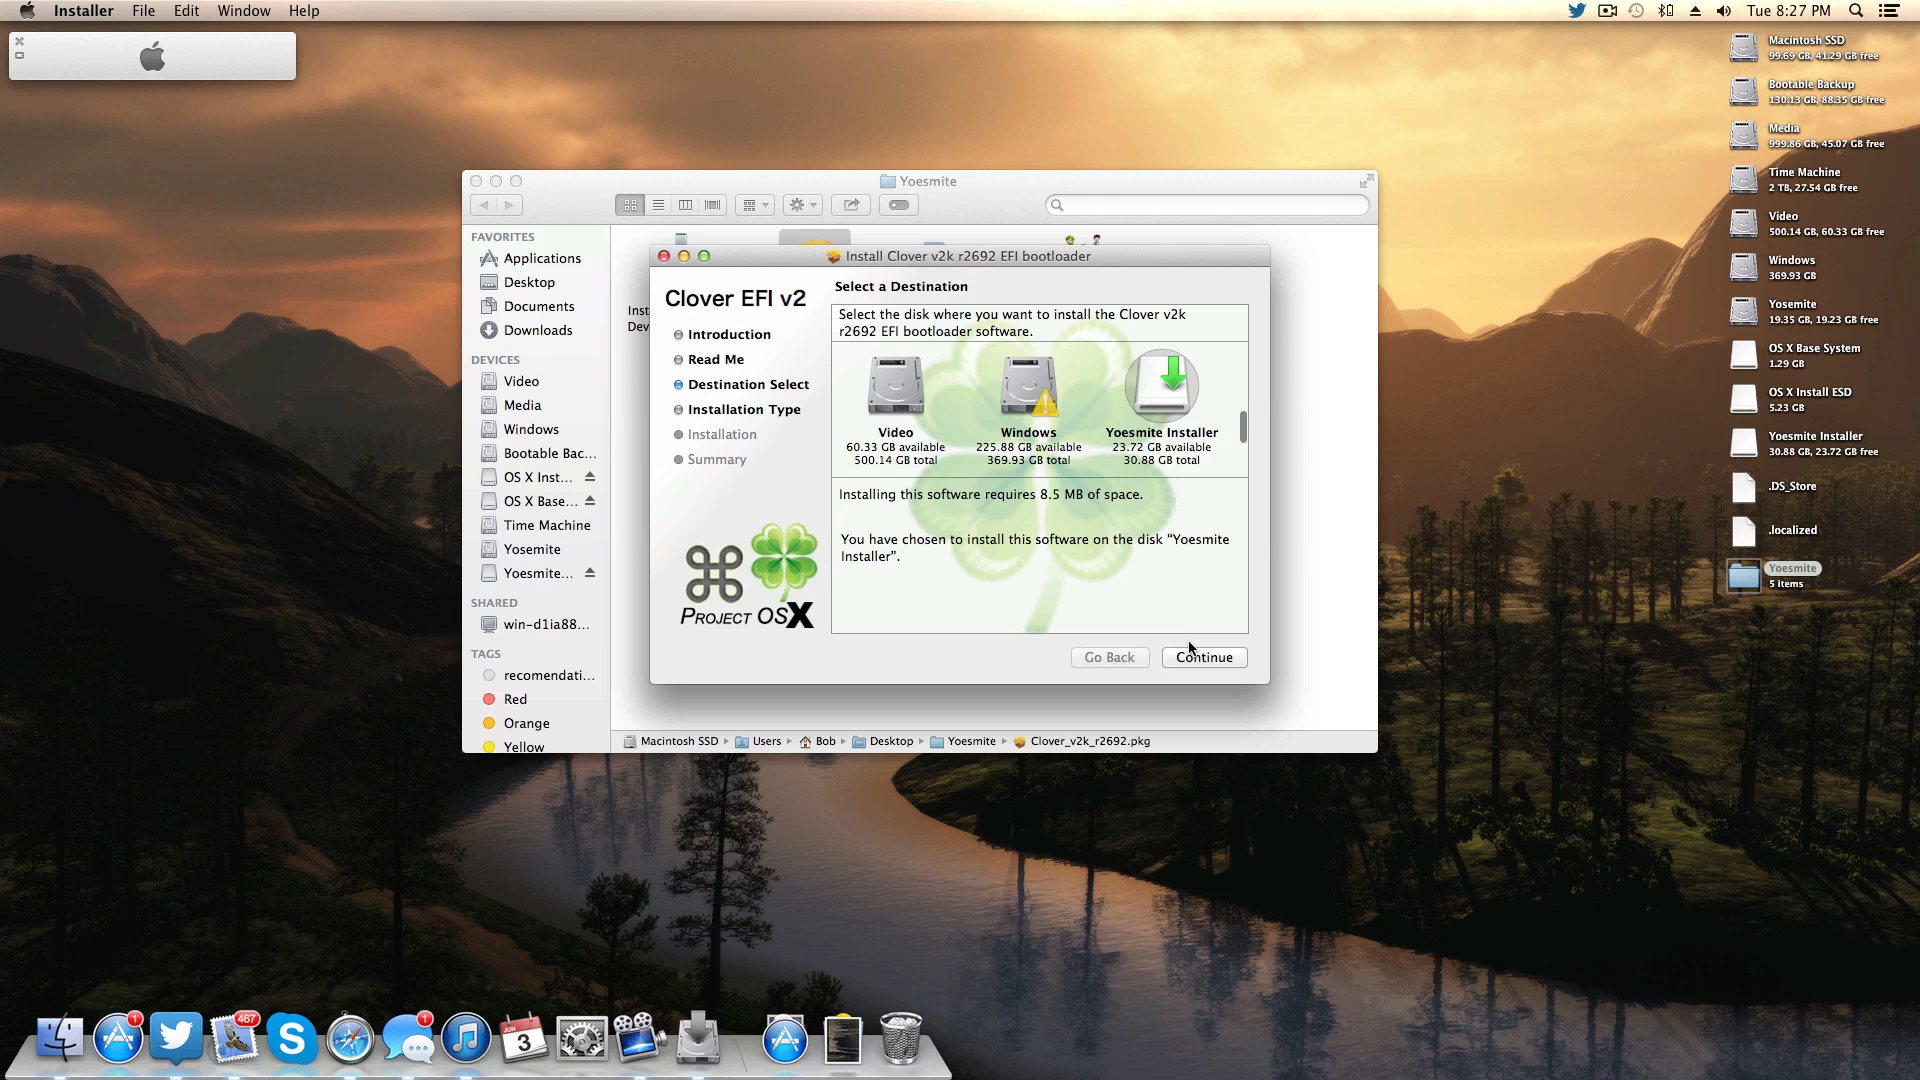 Installer File Edit Window Help
Tue 8:27 PM
Macintosh SSD
99.69 GB, 41.29 GB free
Bootable Backup
130.13 GB, 88.35 GB free
Media
999.86 GB, 45.07 GB free
Time Machine
2 TB, 27.54 GB free
Video
500.14 GB, 60.33 GB free
Windows
369.93 GB
Yosemite
19.35 GB, 19.23 GB free
OS X Base System
1.29 GB
OS X Install ESD
5.23 GB
Yoesmite Installer
30.88 GB, 23.72 GB free
.DS_Store
.localized
Yoesmite
5 items
Yoesmite
FAVORITES
Applications
Desktop
Documents
Downloads
DEVICES
Video
Media
Windows
Bootable Bac...
OS X Inst...
OS X Base...
Time Machine
Yosemite
Yoesmite...
SHARED
win-d1ia88...
TAGS
recomendati...
Red
Orange
Yellow
Inst
Dev
Install Clover v2k r2692 EFI bootloader
Clover EFI v2
Introduction
Read Me
Destination Select
Installation Type
Installation
Summary
PROJECT OSX
Select a Destination
Select the disk where you want to install the Clover v2k
r2692 EFI bootloader software.
Video
60.33 GB available
500.14 GB total
Windows
225.88 GB available
369.93 GB total
Yoesmite Installer
23.72 GB available
30.88 GB total
Installing this software requires 8.5 MB of space.
You have chosen to install this software on the disk “Yoesmite
Installer”.
Go Back
Continue
Macintosh SSD Users Bob Desktop Yoesmite Clover_v2k_r2692.pkg
1
467
1
JUN
3